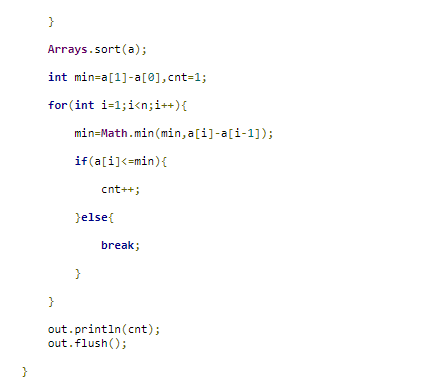 }
Arrays.sort(a);
int min=a[1]-a[0],cnt=1;
for(int i=1;i<n;i++){
min=Math.min(min,a[i]-a[i-1]);
if(a[i]<=min){
cnt++;
}else{
break;
}
}
out.println(cnt);
out.flush();
}